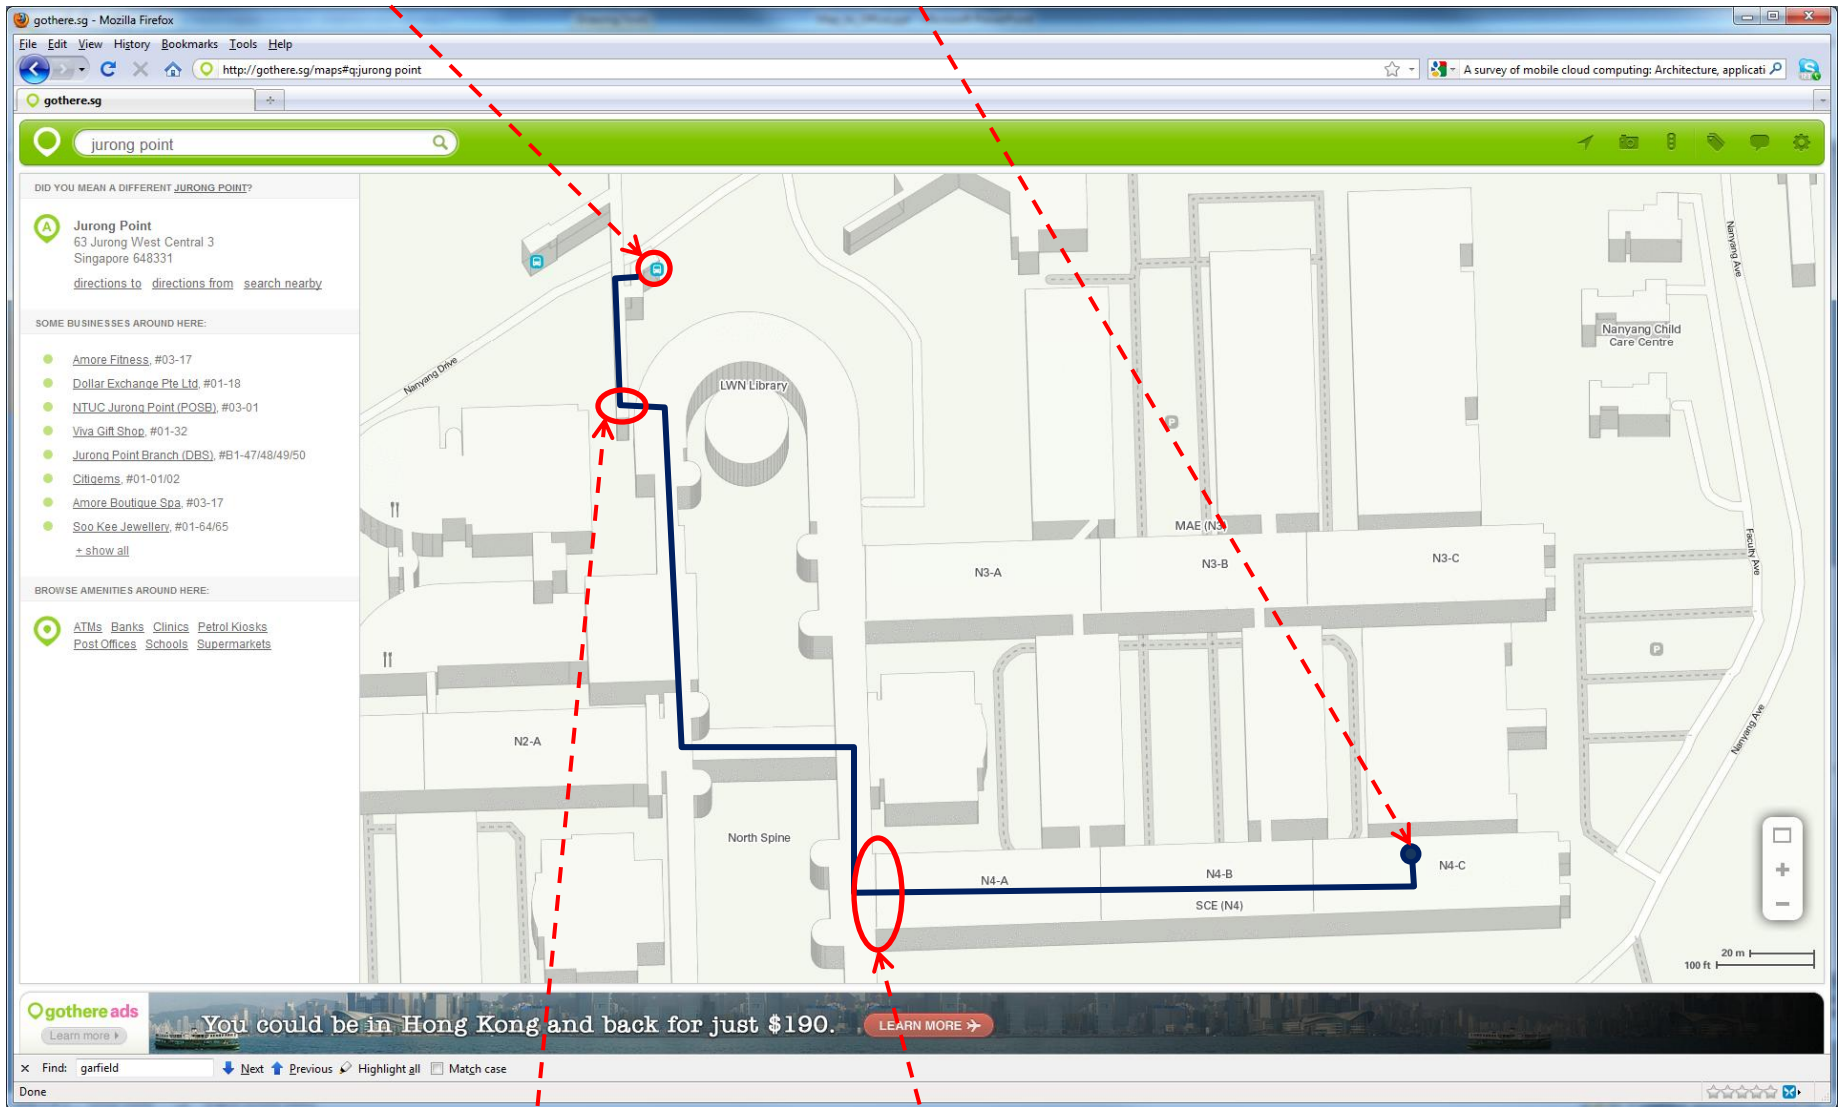 gothere.sg - Mozilla Firefox
File Edit View History Bookmarks Tools Help
http://gothere.sg/maps#q:jurong point
A survey of mobile cloud computing: Architecture, applicati
gothere.sg
jurong point
DID YOU MEAN A DIFFERENT JURONG POINT?
A
Jurong Point
63 Jurong West Central 3
Singapore 648331
directions to directions from search nearby
SOME BUSINESSES AROUND HERE:
Amore Fitness, #03-17
Dollar Exchange Pte Ltd, #01-18
NTUC Jurong Point (POSB), #03-01
Viva Gift Shop, #01-32
Jurong Point Branch (DBS), #B1-47/48/49/50
Citigems, #01-01/02
Amore Boutique Spa, #03-17
Soo Kee Jewellery, #01-64/65
+ show all
BROWSE AMENITIES AROUND HERE:
ATMs Banks Clinics Petrol Kiosks
Post Offices Schools Supermarkets
Nanyang Drive
LWN Library
Nanyang Ave
Nanyang Child
Care Centre
P
MAE (N3)
N3-A
N3-B
N3-C
Faculty Ave
P
N2-A
Nanyang Ave
North Spine
N4-A
N4-B
N4-C
SCE (N4)
20 m
100 ft
gothere ads
Learn more
You could be in Hong Kong and back for just $190.
LEARN MORE
Find: garfield Next Previous Highlight all Match case
Done